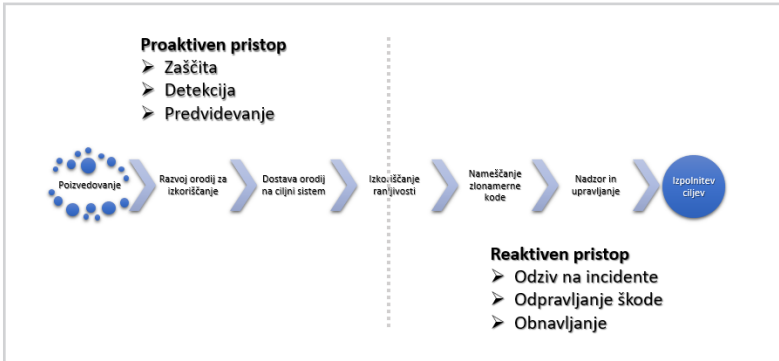 Proaktiven pristop
Zaščita
Detekcija
Predvidevanje
Poizvedovanje
Razvoj orodij za
izkoriščanje
Dostava orodij
na ciljni sistem
Izkoriščanje
ranljivosti
Nameščanje
zlonamerne
kode
Nadzor in
upravljanje
Izpolnitev
ciljev
Reaktiven pristop
Odziv na incidente
Odpravljanje škode
Obnavljanje